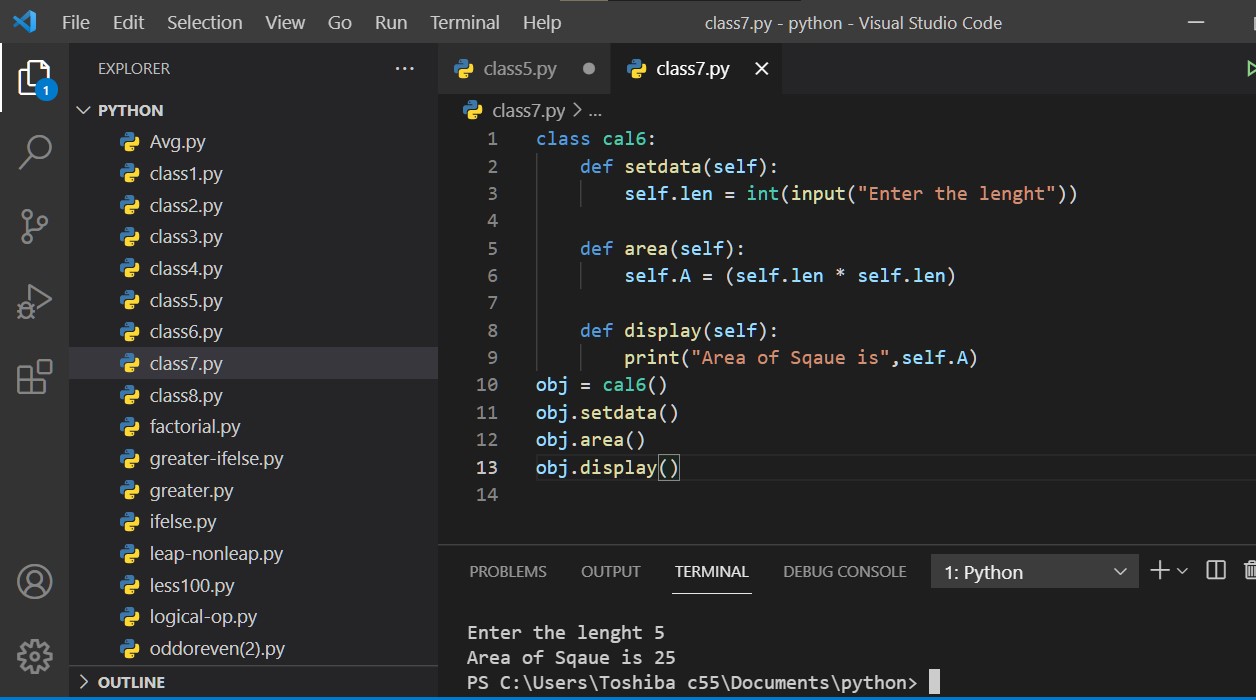 File Edit Selection View Go Run Terminal Help class7.py - python - Visual Studio Code
EXPLORER
1
PYTHON
Avg.py
class1.py
class2.py
class3.py
class4.py
class5.py
class6.py
class7.py
class8.py
factorial.py
greater-ifelse.py
greater.py
ifelse.py
leap-nonleap.py
less100.py
logical-op.py
oddoreven(2).py
OUTLINE
class5.py class7.py
class7.py > ...
1 class cal6:
2     def setdata(self):
3         self.len = int(input("Enter the lenght"))
4
5     def area(self):
6         self.A = (self.len * self.len)
7
8     def display(self):
9         print("Area of Sqaue is",self.A)
10 obj = cal6()
11 obj.setdata()
12 obj.area()
13 obj.display()
14
PROBLEMS OUTPUT TERMINAL DEBUG CONSOLE 1: Python
Enter the lenght 5
Area of Sqaue is 25
PS C:\Users\Toshiba c55\Documents\python>